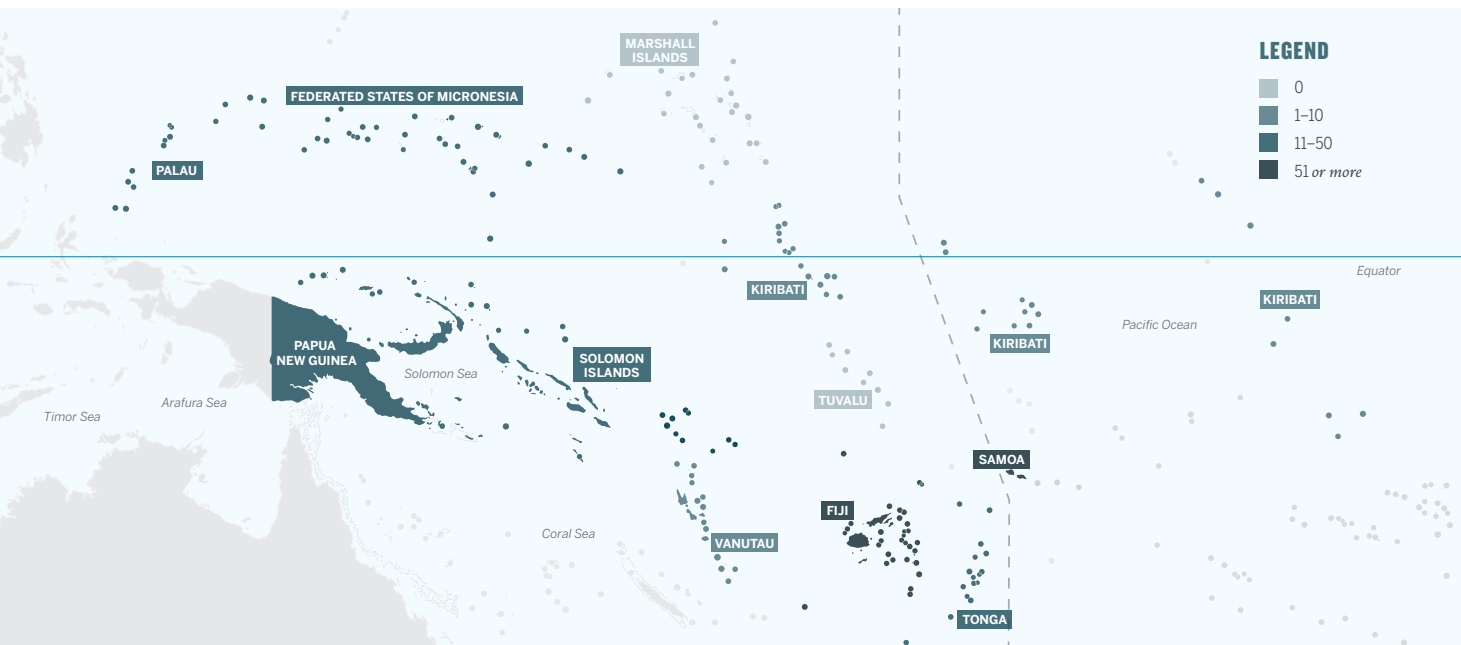 MARSHALL
ISLANDS
LEGEND
0
1–10
11–50
51 or more
FEDERATED STATES OF MICRONESIA
PALAU
Equator
KIRIBATI
KIRIBATI
Pacific Ocean
KIRIBATI
PAPUA
NEW GUINEA
SOLOMON
ISLANDS
Solomon Sea
Arafura Sea
Timor Sea
TUVALU
SAMOA
FIJI
Coral Sea
VANUTAU
TONGA